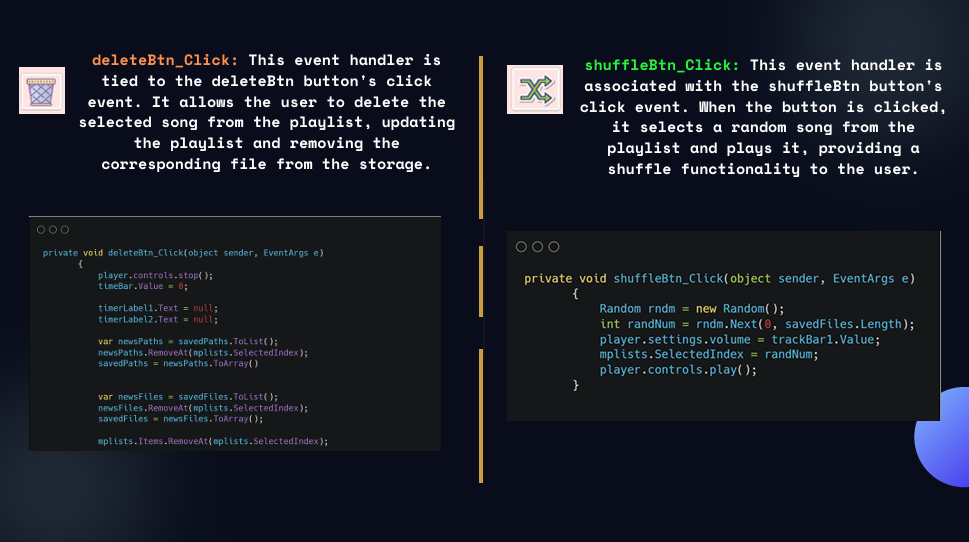 deleteBtn_Click: This event handler is
tied to the deleteBtn button's click
event. It allows the user to delete the
selected song from the playlist, updating
the playlist and removing the
corresponding file from the storage.
private void deleteBtn_Click(object sender, EventArgs e)
{
player.controls.stop();
timeBar.Value = 0;
timerLabel1.Text = null;
timerLabel2.Text = null;
var newsPaths = savedPaths.ToList();
newsPaths.RemoveAt(mplists.SelectedIndex);
savedPaths = newsPaths.ToArray()
var newsFiles = savedFiles.ToList();
newsFiles.RemoveAt(mplists.SelectedIndex);
savedFiles = newsFiles.ToArray();
mplists.Items.RemoveAt(mplists.SelectedIndex);
shuffleBtn_Click: This event handler is
associated with the shuffleBtn button's
click event. When the button is clicked,
it selects a random song from the
playlist and plays it, providing a
shuffle functionality to the user.
private void shuffleBtn_Click(object sender, EventArgs e)
{
Random rndm = new Random();
int randNum = rndm.Next(0, savedFiles.Length);
player.settings.volume = trackBar1.Value;
mplists.SelectedIndex = randNum;
player.controls.play();
}